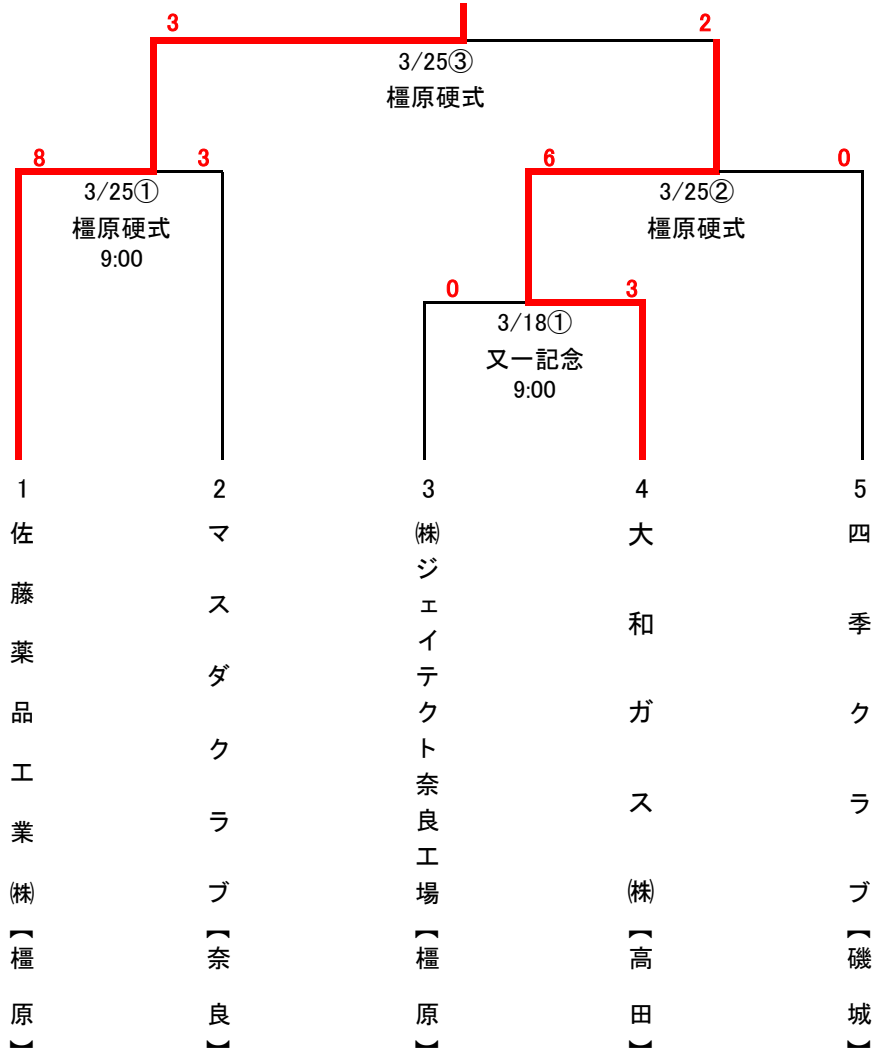 3
2
3/25③
橿原硬式
8
3
6
0
3/25①
橿原硬式
9:00
3/25②
橿原硬式
0
3
3/18①
又一記念
9:00
1
2
3
4
5
佐藤薬品工業㈱【橿原】
マスダクラブ【奈良】
㈱ジェイテクト奈良工場【橿原】
大和ガス㈱【高田】
四季クラブ【磯城】